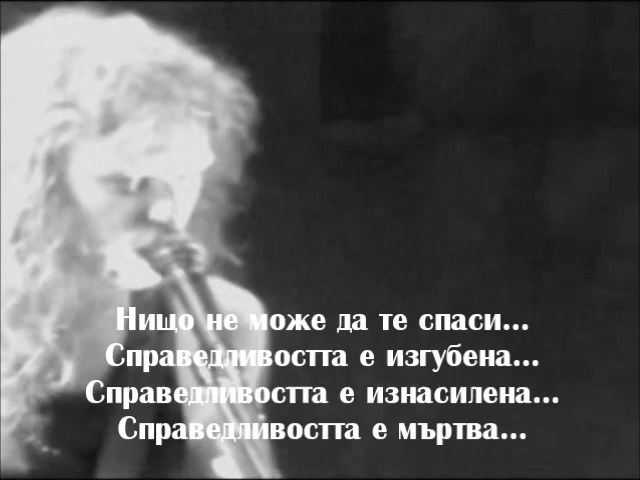 Нищо не може да те спаси...
Справедливостта е изгубена...
Справедливостта е изнасилена...
Справедливостта е мъртва...